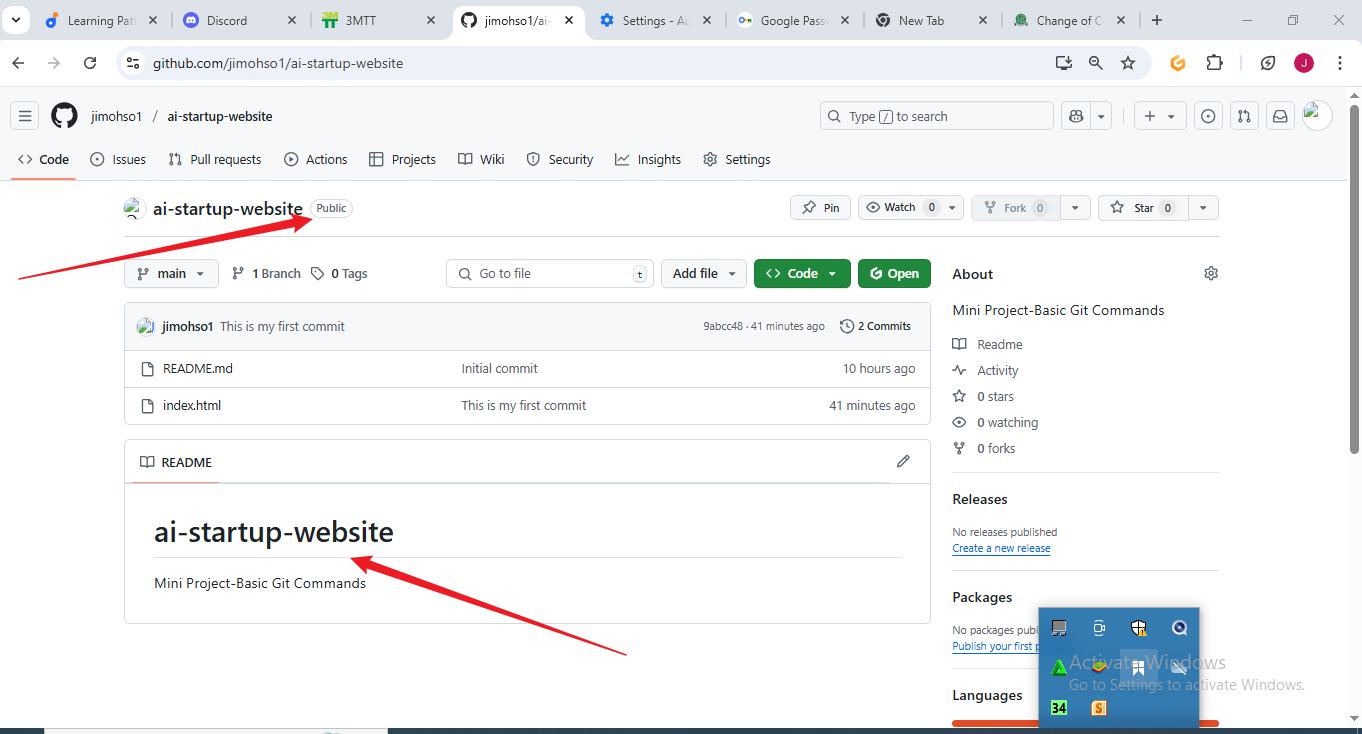 Learning Pat
Discord
3MTT
jimohso1/ai-
Settings - Au
Google Pass
New Tab
Change of C
github.com/jimohso1/ai-startup-website
J
jimohso1 / ai-startup-website
Type / to search
Code
Issues
Pull requests
Actions
Projects
Wiki
Security
Insights
Settings
ai-startup-website
Public
Pin
Watch 0
Fork 0
Star 0
main
1 Branch
0 Tags
Go to file t
Add file
Code
Open
jimohso1 This is my first commit
9abcc48 · 41 minutes ago
2 Commits
README.md
Initial commit
10 hours ago
index.html
This is my first commit
41 minutes ago
README
ai-startup-website
Mini Project-Basic Git Commands
About
Mini Project-Basic Git Commands
Readme
Activity
0 stars
0 watching
0 forks
Releases
No releases published
Create a new release
Packages
No packages publ
Publish your first p
Languages
Activate Windows
Go to Settings to activate Windows.
34
S